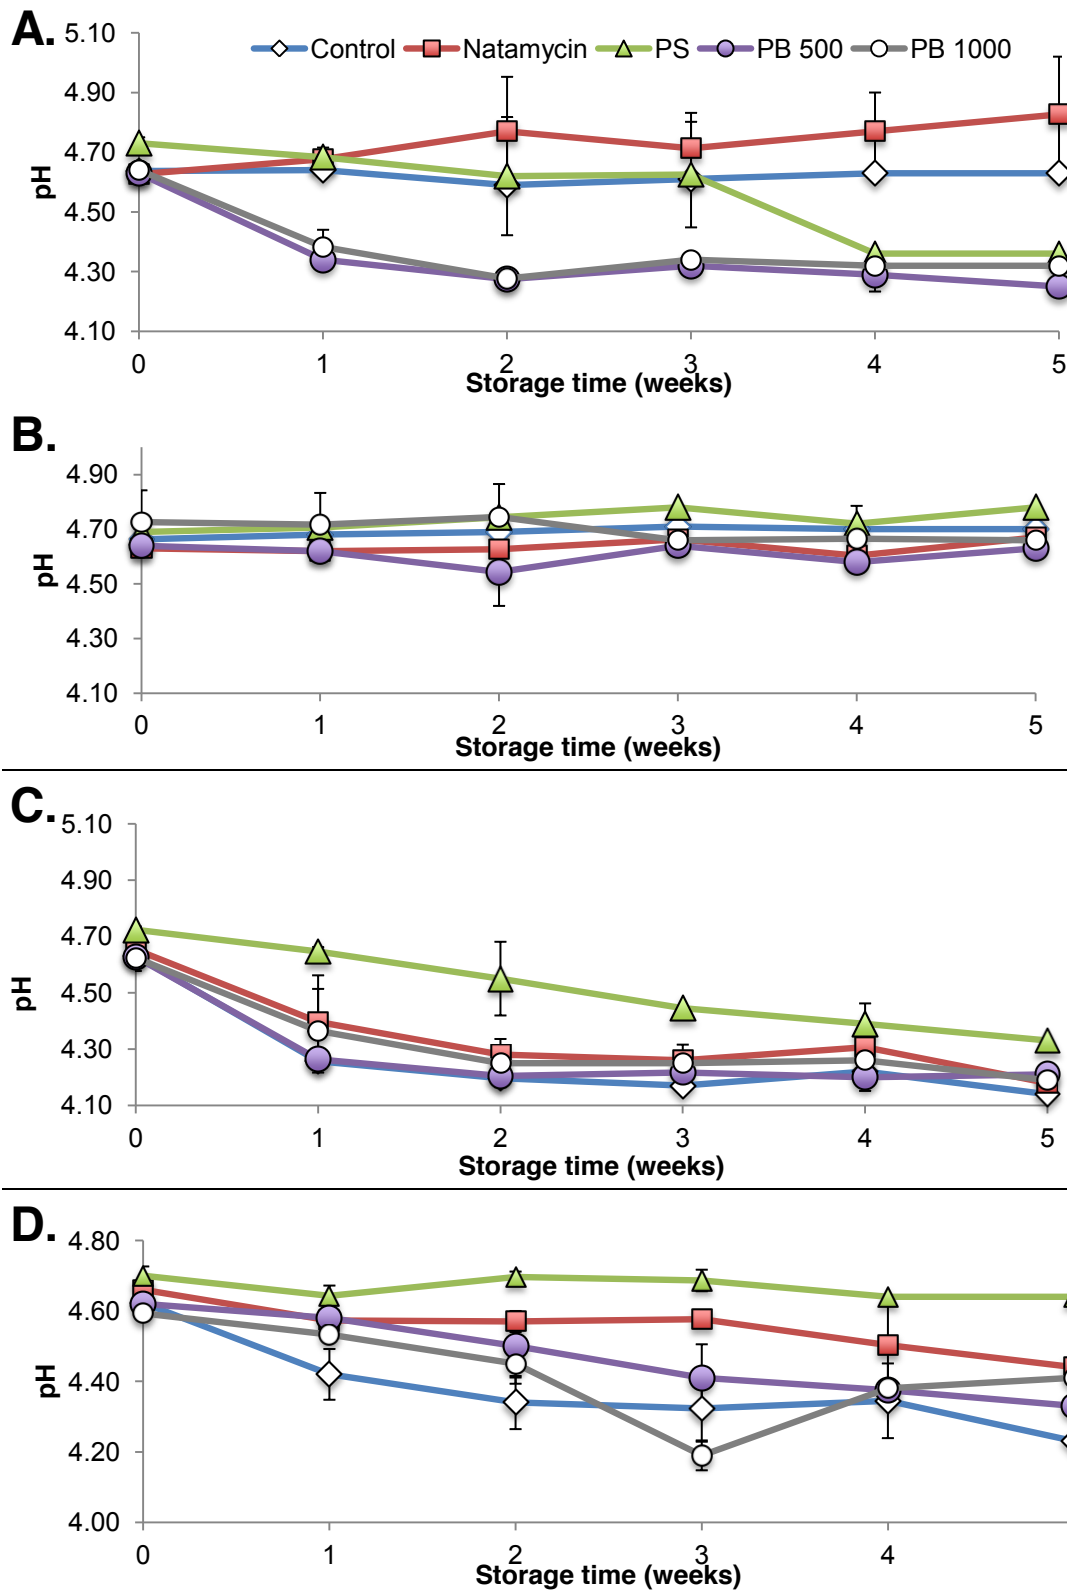 A.
5.10
Control Natamycin PS PB 500 PB 1000
4.90
4.70
4.50
4.30
4.10
pH
0 1 2 3 4 5
Storage time (weeks)
B.
4.90
4.70
4.50
4.30
4.10
pH
0 1 2 3 4 5
Storage time (weeks)
C.
5.10
4.90
4.70
4.50
4.30
4.10
pH
0 1 2 3 4 5
Storage time (weeks)
D.
4.80
4.60
4.40
4.20
4.00
pH
0 1 2 3 4
Storage time (weeks)